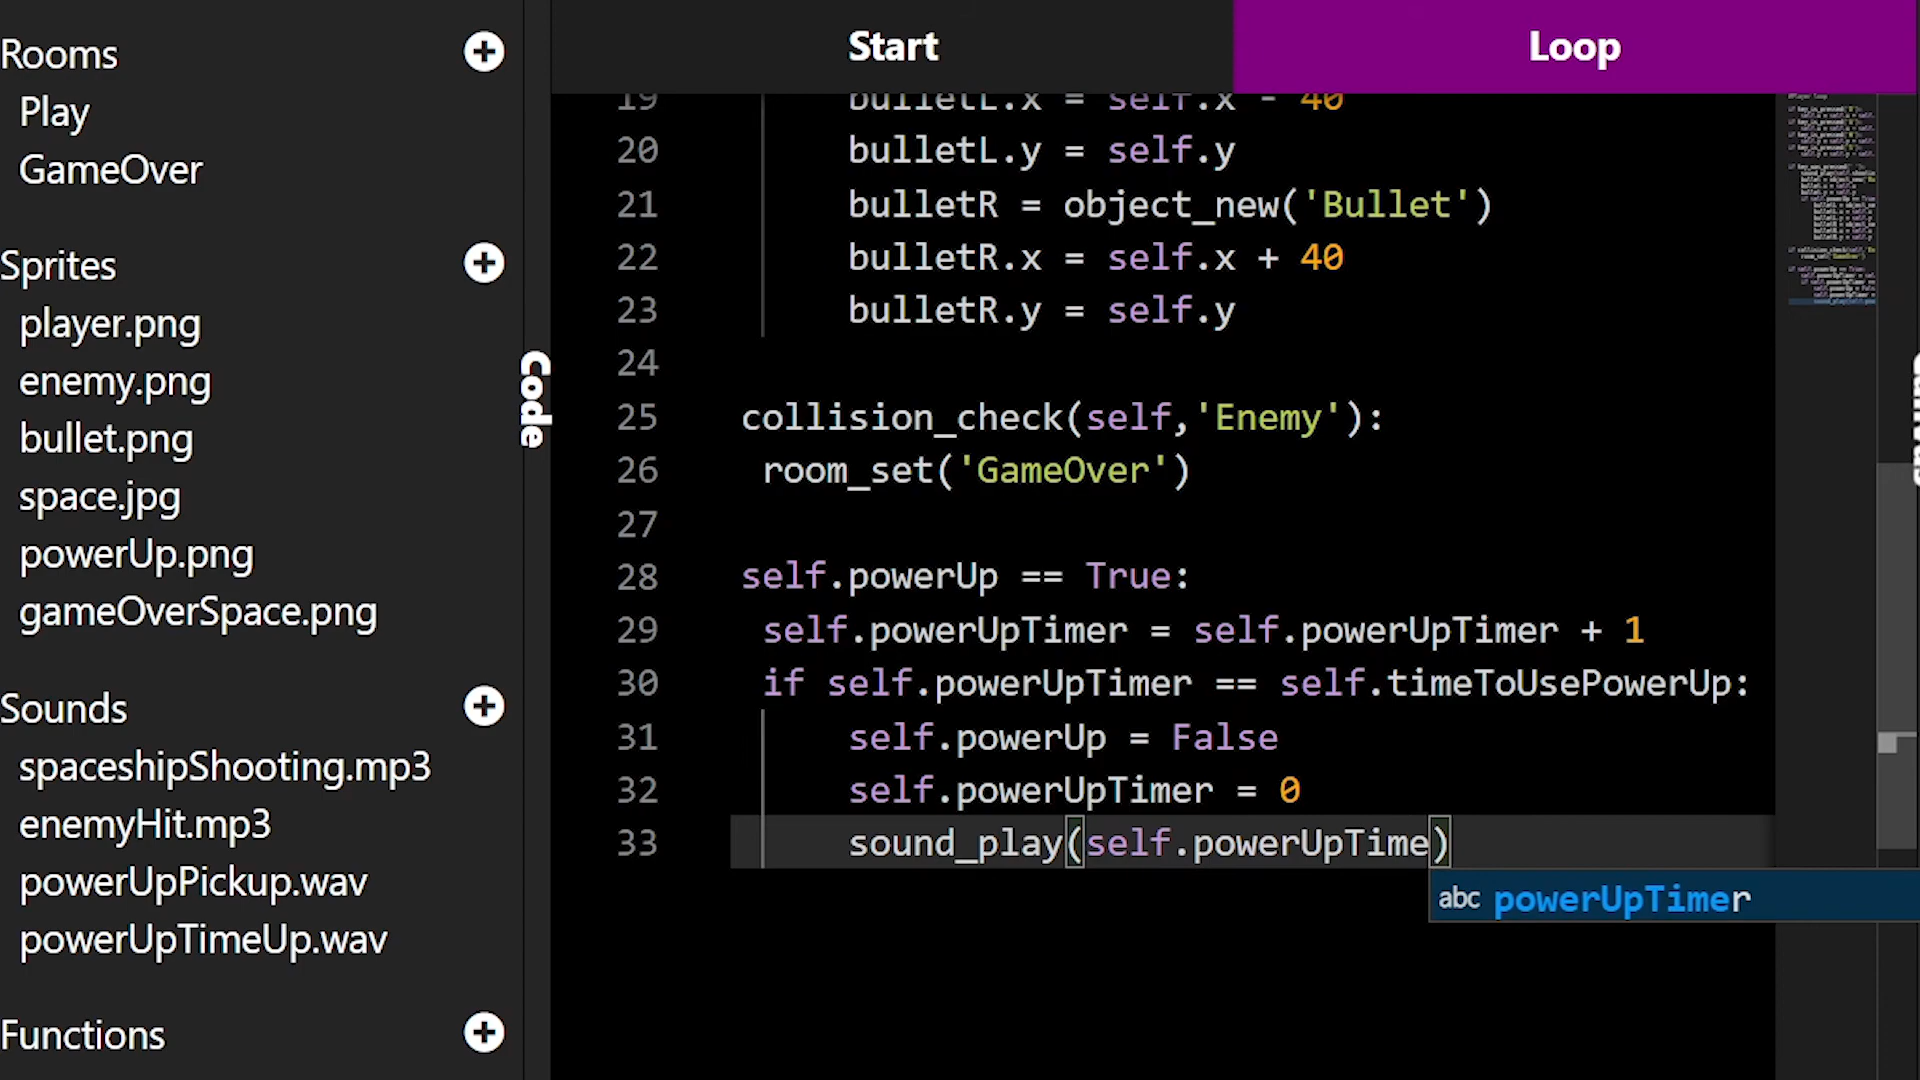 Rooms
Play
GameOver
Sprites
player.png
enemy.png
bullet.png
space.jpg
powerUp.png
gameOverSpace.png
Sounds
spaceshipShooting.mp3
enemyHit.mp3
powerUpPickup.wav
powerUpTimeUp.wav
Functions
Code
Start
Loop
19 bulletL.x = self.x - 40
20 bulletL.y = self.y
21 bulletR = object_new('Bullet')
22 bulletR.x = self.x + 40
23 bulletR.y = self.y
24
25 collision_check(self,'Enemy'):
26 room_set('GameOver')
27
28 self.powerUp == True:
29 self.powerUpTimer = self.powerUpTimer + 1
30 if self.powerUpTimer == self.timeToUsePowerUp:
31 self.powerUp = False
32 self.powerUpTimer = 0
33 sound_play(self.powerUpTime)
abc powerUpTimer